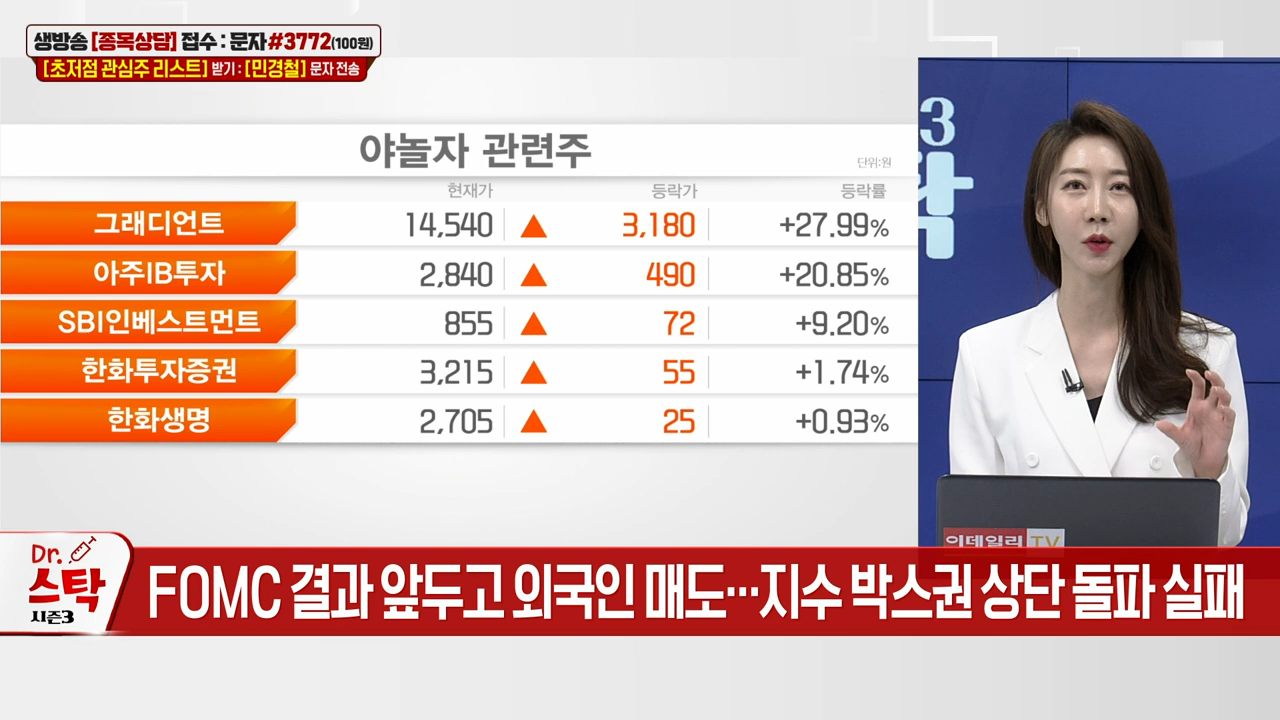 생방송 [종목상담] 접수 : 문자#3772(100원)
[초저점 관심주 리스트] 받기 : [민경철] 문자 전송
야놀자 관련주
단위:원
현재가 등락가 등락률
그래디언트 14,540 ▲ 3,180 +27.99%
아주IB투자 2,840 ▲ 490 +20.85%
SBI인베스트먼트 855 ▲ 72 +9.20%
한화투자증권 3,215 ▲ 55 +1.74%
한화생명 2,705 ▲ 25 +0.93%
3
탁
이데일리 TV
Dr.
스탁
시즌3
FOMC 결과 앞두고 외국인 매도…지수 박스권 상단 돌파 실패